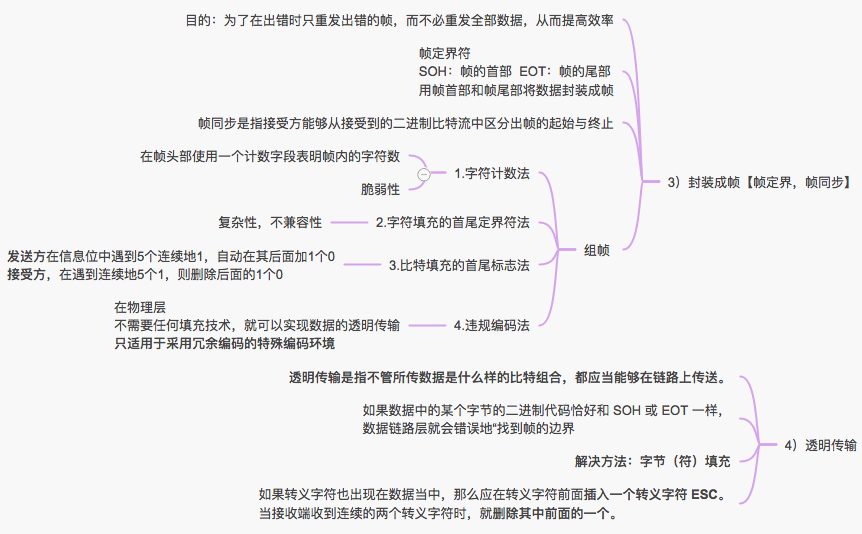 目的：为了在出错时只重发出错的帧，而不必重发全部数据，从而提高效率
帧定界符
SOH：帧的首部 EOT：帧的尾部
用帧首部和帧尾部将数据封装成帧
帧同步是指接受方能够从接受到的二进制比特流中区分出帧的起始与终止
在帧头部使用一个计数字段表明帧内的字符数
脆弱性
1.字符计数法
复杂性，不兼容性
2.字符填充的首尾定界符法
发送方在信息位中遇到5个连续地1，自动在其后面加1个0
接受方，在遇到连续地5个1，则删除后面的1个0
3.比特填充的首尾标志法
在物理层
不需要任何填充技术，就可以实现数据的透明传输
只适用于采用冗余编码的特殊编码环境
4.违规编码法
组帧
3）封装成帧【帧定界，帧同步】
透明传输是指不管所传数据是什么样的比特组合，都应当能够在链路上传送。
如果数据中的某个字节的二进制代码恰好和 SOH 或 EOT 一样，
数据链路层就会错误地“找到帧的边界
解决方法：字节（符）填充
如果转义字符也出现在数据当中，那么应在转义字符前面插入一个转义字符 ESC。
当接收端收到连续的两个转义字符时，就删除其中前面的一个。
4）透明传输